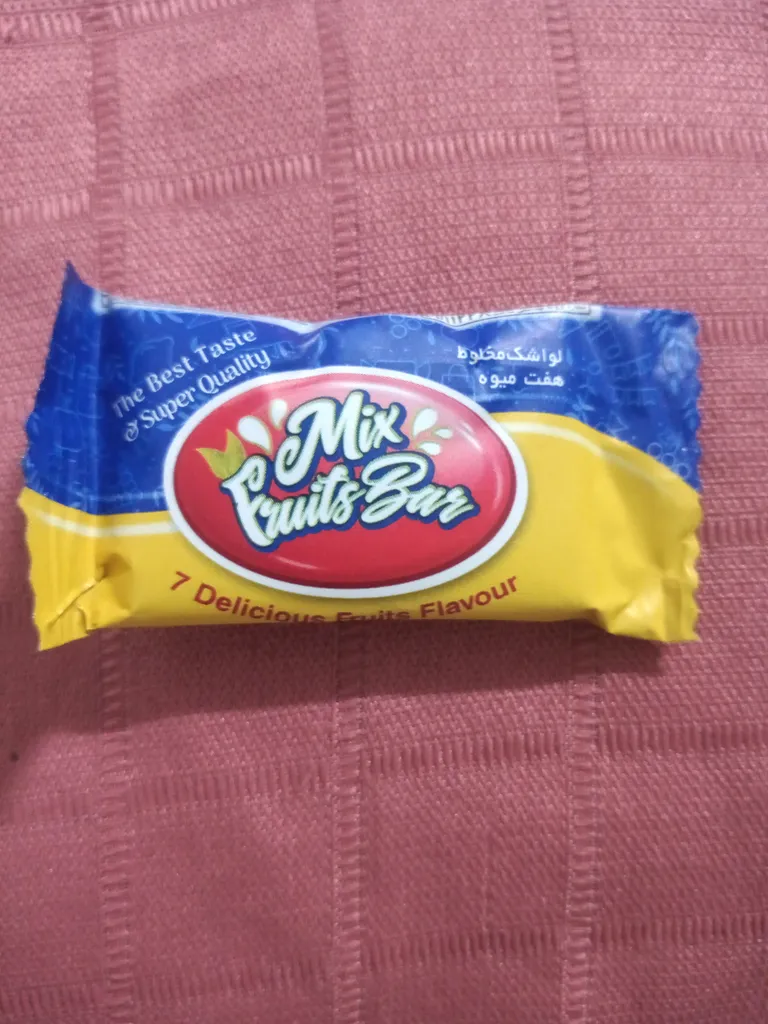 The Best Taste
& Super Quality
لواشک مخلوط
هفت میوه
Mix
Fruits Bar
7 Delicious Fruits Flavour